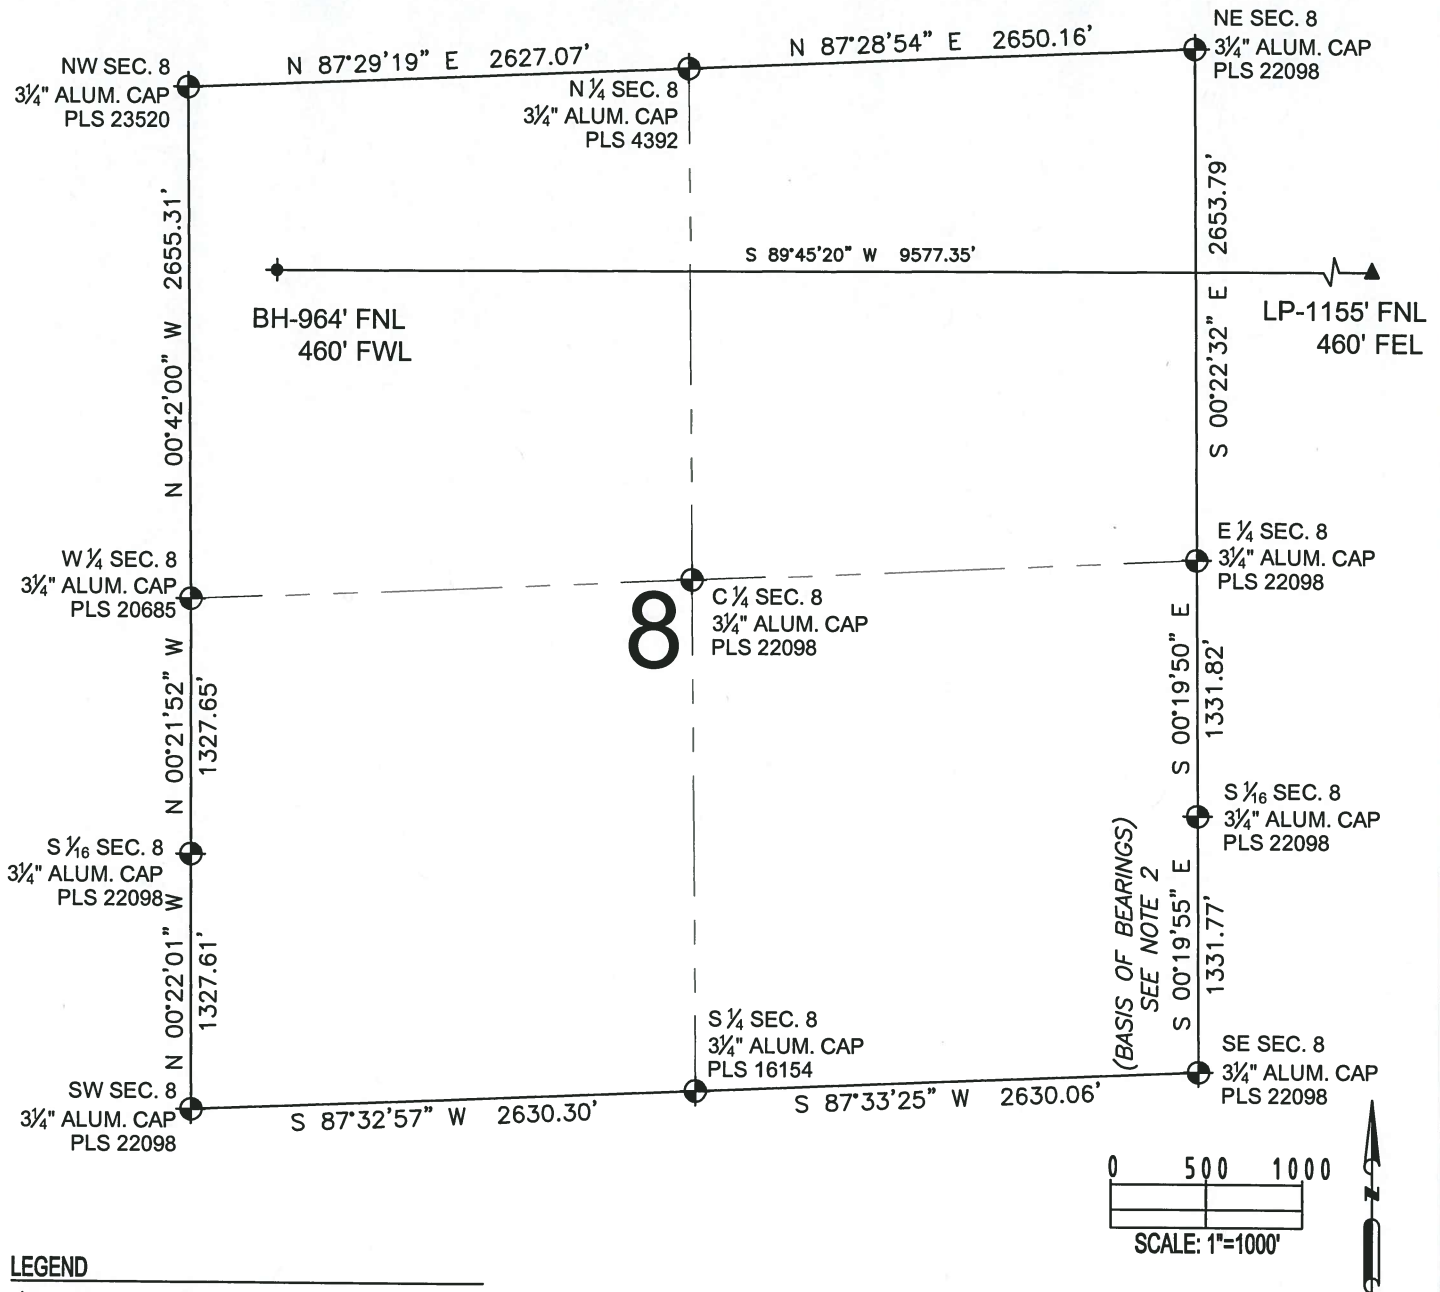 NE SEC. 8
3¼" ALUM. CAP
PLS 22098
N 87°28'54" E 2650.16'
N 87°29'19" E 2627.07'
NW SEC. 8
3¼" ALUM. CAP
PLS 23520
N ¼ SEC. 8
3¼" ALUM. CAP
PLS 4392
N 00°42'00" W 2655.31'
S 00°22'32" E 2653.79'
S 89°45'20" W 9577.35'
BH-964' FNL
460' FWL
LP-1155' FNL
460' FEL
W ¼ SEC. 8
3¼" ALUM. CAP
PLS 20685
E ¼ SEC. 8
3¼" ALUM. CAP
PLS 22098
8
C ¼ SEC. 8
3¼" ALUM. CAP
PLS 22098
N 00°21'52" W
1327.65'
S 00°19'50" E
1331.82'
S 1⁄16 SEC. 8
3¼" ALUM. CAP
PLS 22098
S 1⁄16 SEC. 8
3¼" ALUM. CAP
PLS 22098
N 00°22'01" W
1327.61'
(BASIS OF BEARINGS)
SEE NOTE 2
S 00°19'55" E
1331.77'
S ¼ SEC. 8
3¼" ALUM. CAP
PLS 16154
SE SEC. 8
3¼" ALUM. CAP
PLS 22098
SW SEC. 8
3¼" ALUM. CAP
PLS 22098
S 87°32'57" W 2630.30'
S 87°33'25" W 2630.06'
0 500 1000
SCALE: 1"=1000'
N
LEGEND